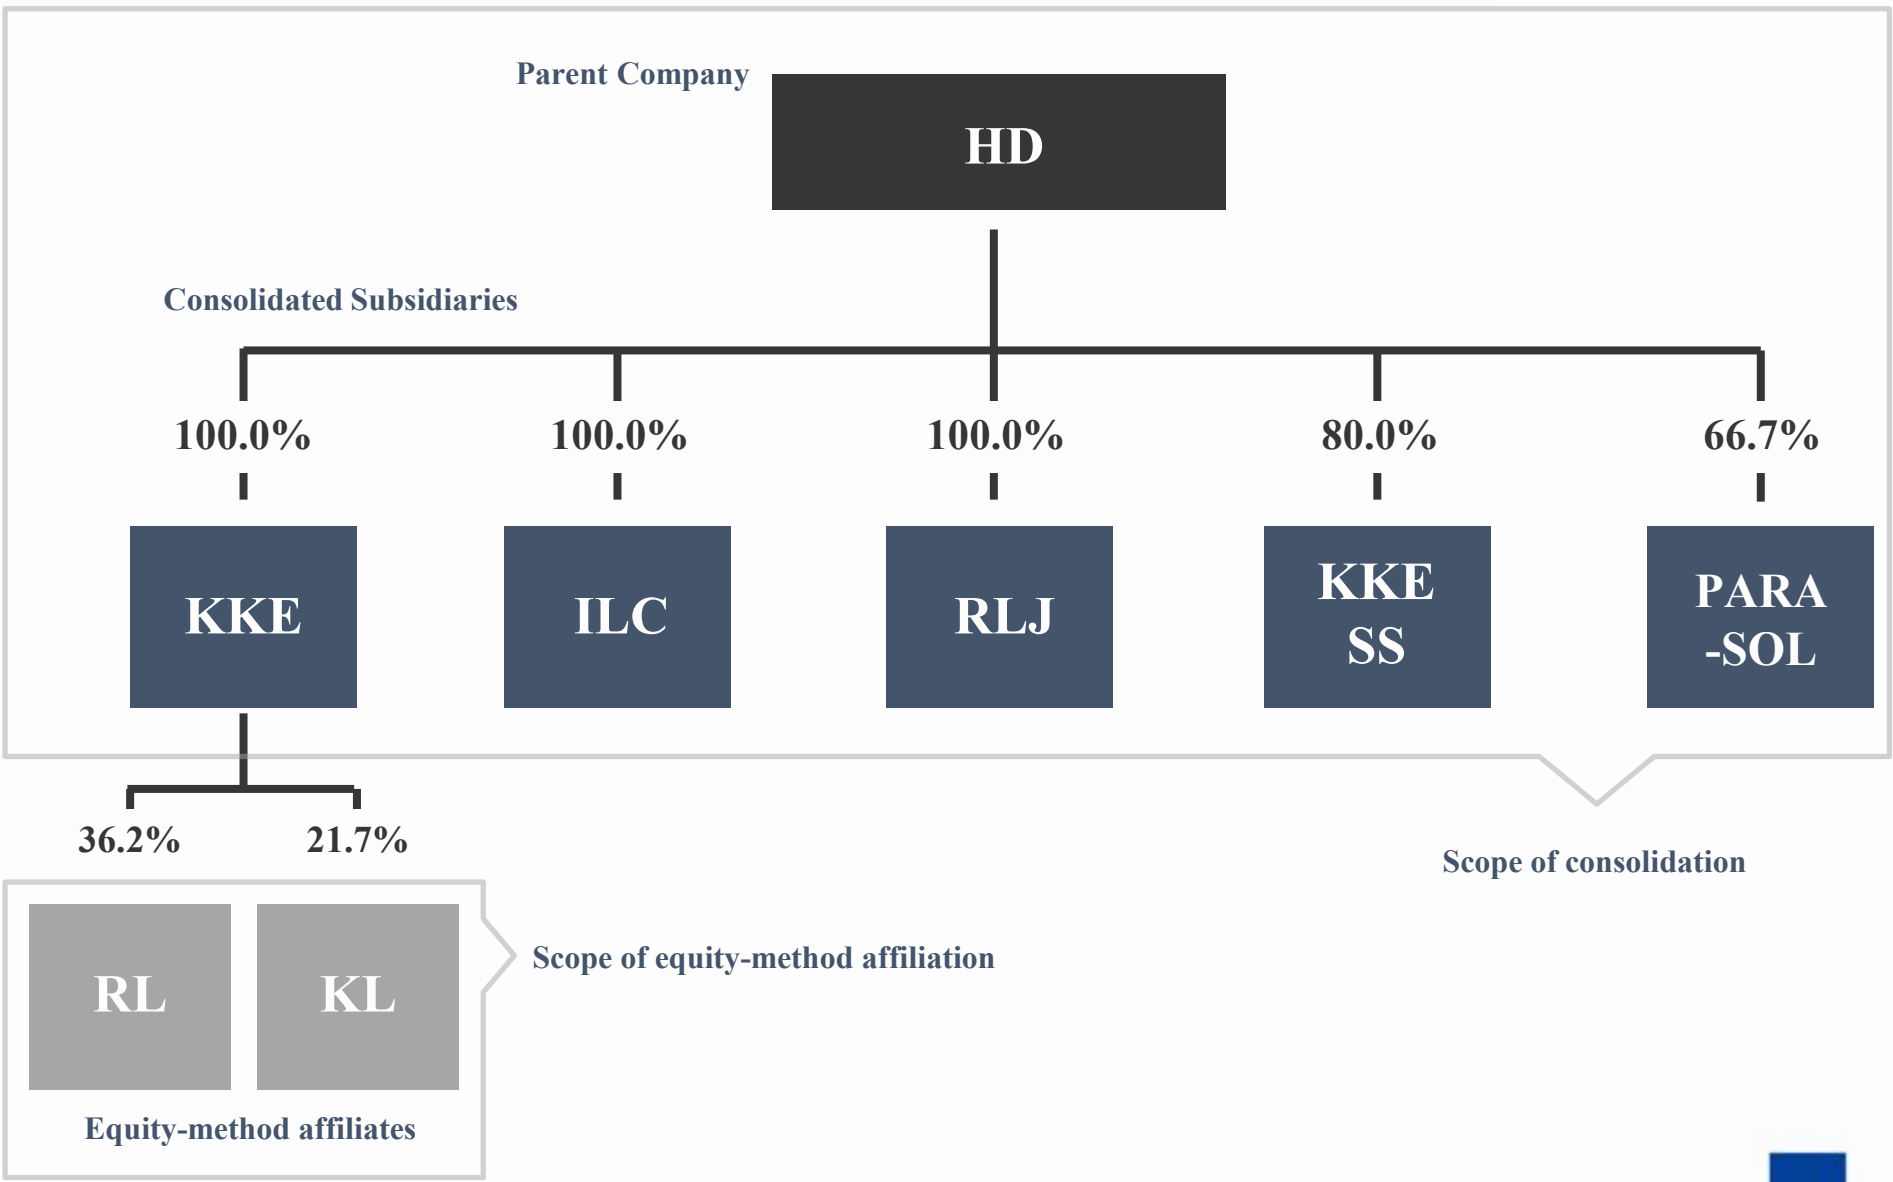 Parent Company
HD
Consolidated Subsidiaries
100.0%
100.0%
100.0%
80.0%
66.7%
KKE
ILC
RLJ
KKE
SS
PARA
-SOL
36.2%
21.7%
Scope of consolidation
RL
KL
Scope of equity-method affiliation
Equity-method affiliates